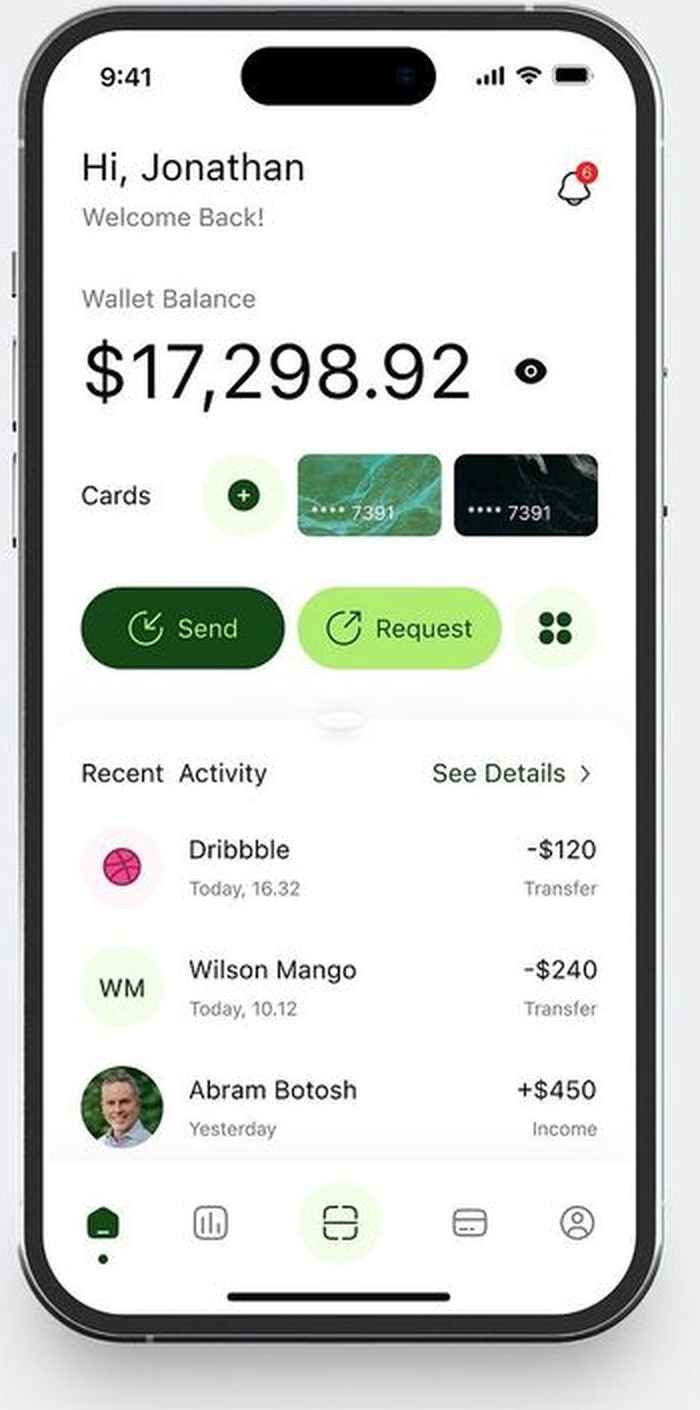 9:41
Hi, Jonathan
6
Welcome Back!
Wallet Balance
$17,298.92
Cards
**** 7391
**** 7391
Send
Request
Recent Activity
See Details
Dribbble
-$120
Today, 16.32
Transfer
WM
Wilson Mango
-$240
Today, 10.12
Transfer
Abram Botosh
+$450
Yesterday
Income